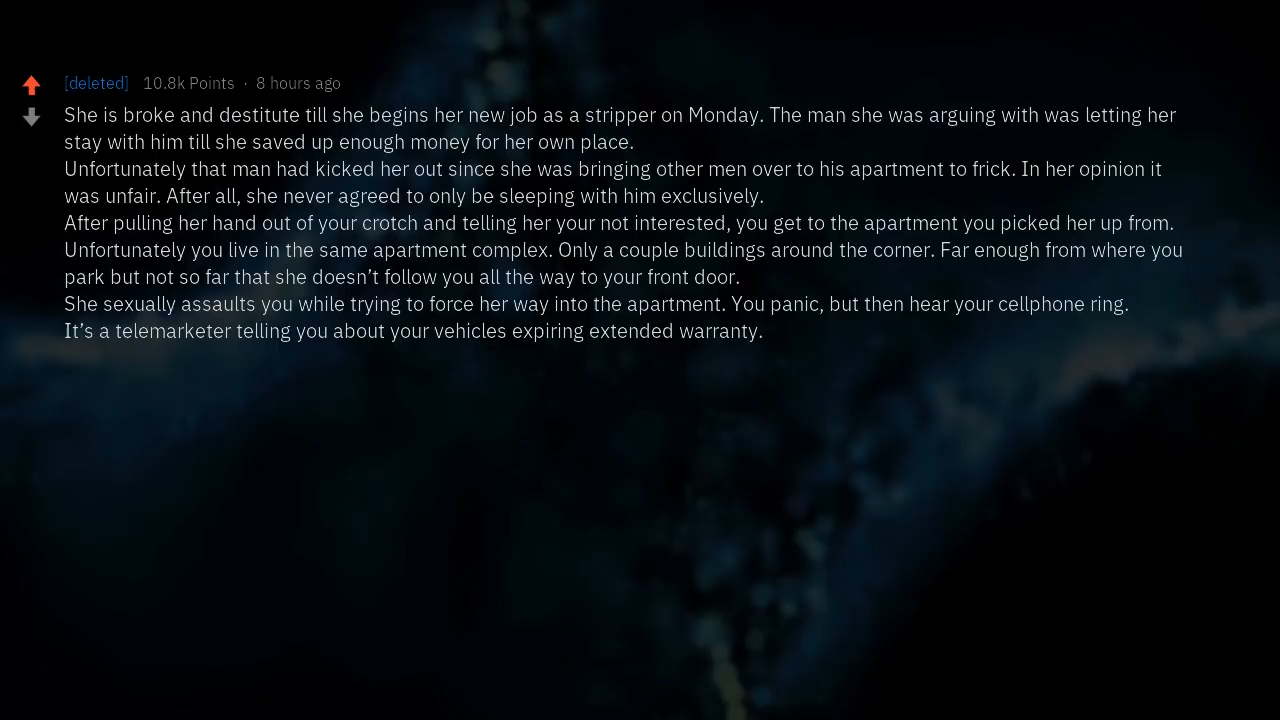 [deleted] 10.8k Points · 8 hours ago
She is broke and destitute till she begins her new job as a stripper on Monday. The man she was arguing with was letting her
stay with him till she saved up enough money for her own place.
Unfortunately that man had kicked her out since she was bringing other men over to his apartment to frick. In her opinion it
was unfair. After all, she never agreed to only be sleeping with him exclusively.
After pulling her hand out of your crotch and telling her your not interested, you get to the apartment you picked her up from.
Unfortunately you live in the same apartment complex. Only a couple buildings around the corner. Far enough from where you
park but not so far that she doesn’t follow you all the way to your front door.
She sexually assaults you while trying to force her way into the apartment. You panic, but then hear your cellphone ring.
It’s a telemarketer telling you about your vehicles expiring extended warranty.